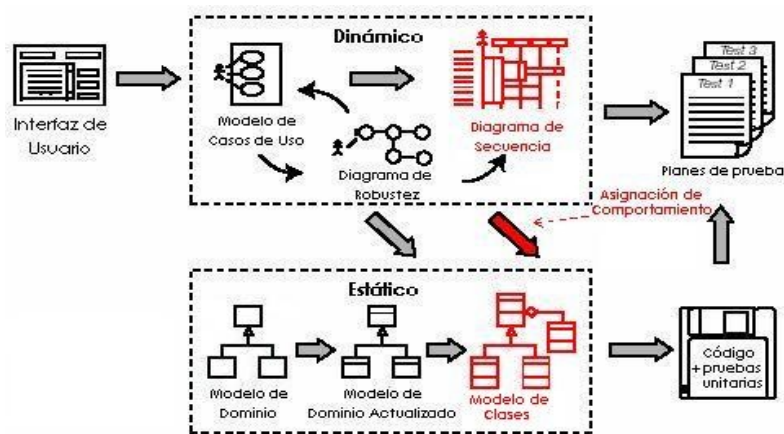 Dinámico
Interfaz de
Usuario
Modelo de
Casos de Uso
Diagrama de
Robustez
Diagrama de
Secuencia
Test 3
Test 2
Test 1
Planes de prueba
Asignación de
Comportamiento
Estático
Modelo de
Dominio
Modelo de
Dominio Actualizado
Modelo de
Clases
Código
+ pruebas
unitarias